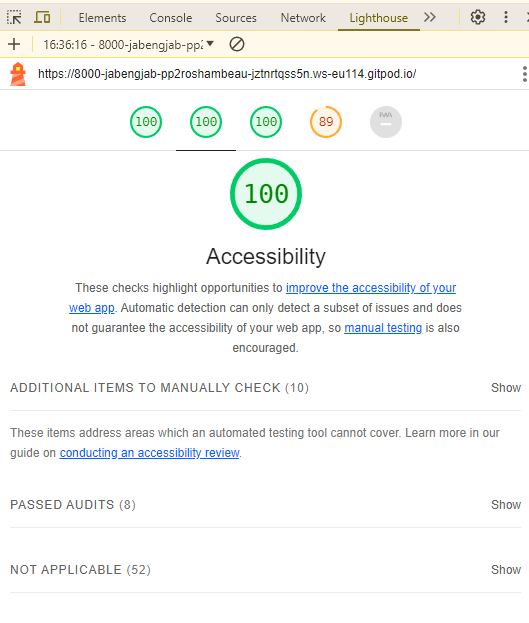 Elements Console Sources Network Lighthouse
16:36:16 - 8000-jabengjab-pp2
https://8000-jabengjab-pp2roshambeau-jztnrtqss5n.ws-eu114.gitpod.io/
100 100 100 89 PWA
100
Accessibility
These checks highlight opportunities to improve the accessibility of your
web app. Automatic detection can only detect a subset of issues and does
not guarantee the accessibility of your web app, so manual testing is also
encouraged.
ADDITIONAL ITEMS TO MANUALLY CHECK (10) Show
These items address areas which an automated testing tool cannot cover. Learn more in our
guide on conducting an accessibility review.
PASSED AUDITS (8) Show
NOT APPLICABLE (52) Show